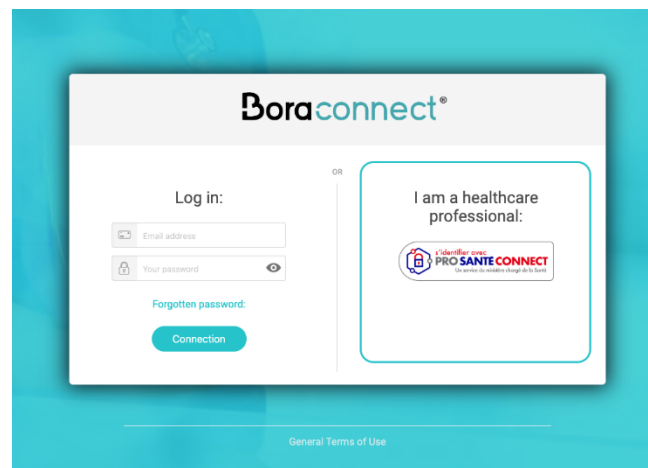 Boraconnect®
OR
Log in:
Email address
Your password
Forgotten password:
Connection
I am a healthcare
professional:
s'identifier avec
PRO SANTE CONNECT
Un service du ministère chargé de la Santé
General Terms of Use